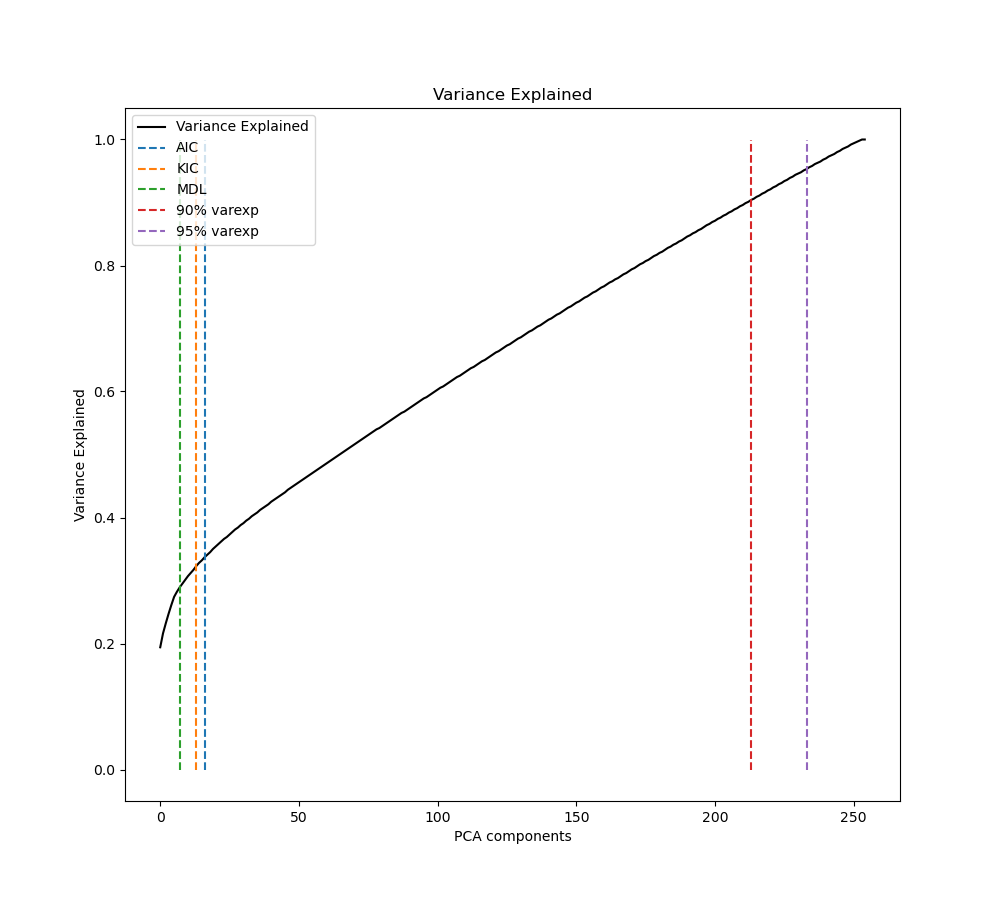 Variance Explained
Variance Explained
AIC
KIC
MDL
90% varexp
95% varexp
1.0
0.8
0.6
0.4
0.2
0.0
Variance Explained
0 50 100 150 200 250
PCA components